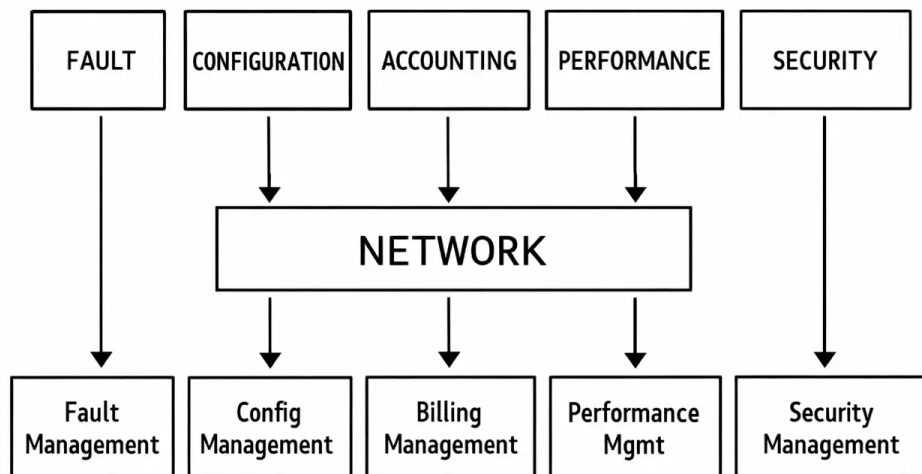 FAULT
CONFIGURATION
ACCOUNTING
PERFORMANCE
SECURITY
NETWORK
Fault
Management
Config
Management
Billing
Management
Performance
Mgmt
Security
Management